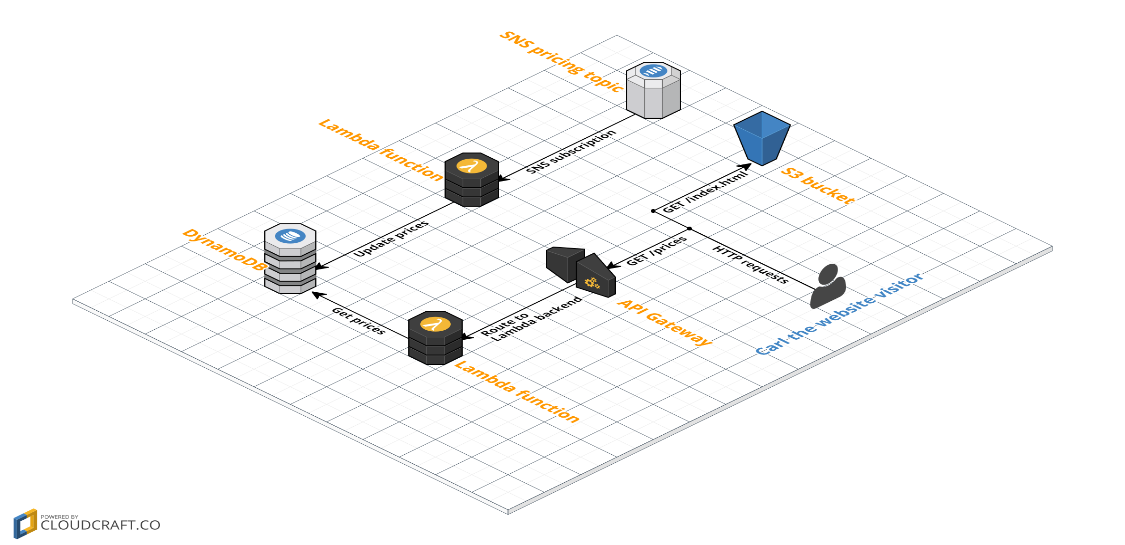 SNS pricing topic
SNS subscription
Lambda function
S3 bucket
GET /index.html
Update prices
DynamoDB
GET /prices
HTTP requests
Carl the website visitor
API Gateway
Route to
Lambda backend
Get prices
Lambda function
POWERED BY
CLOUDCRAFT.CO